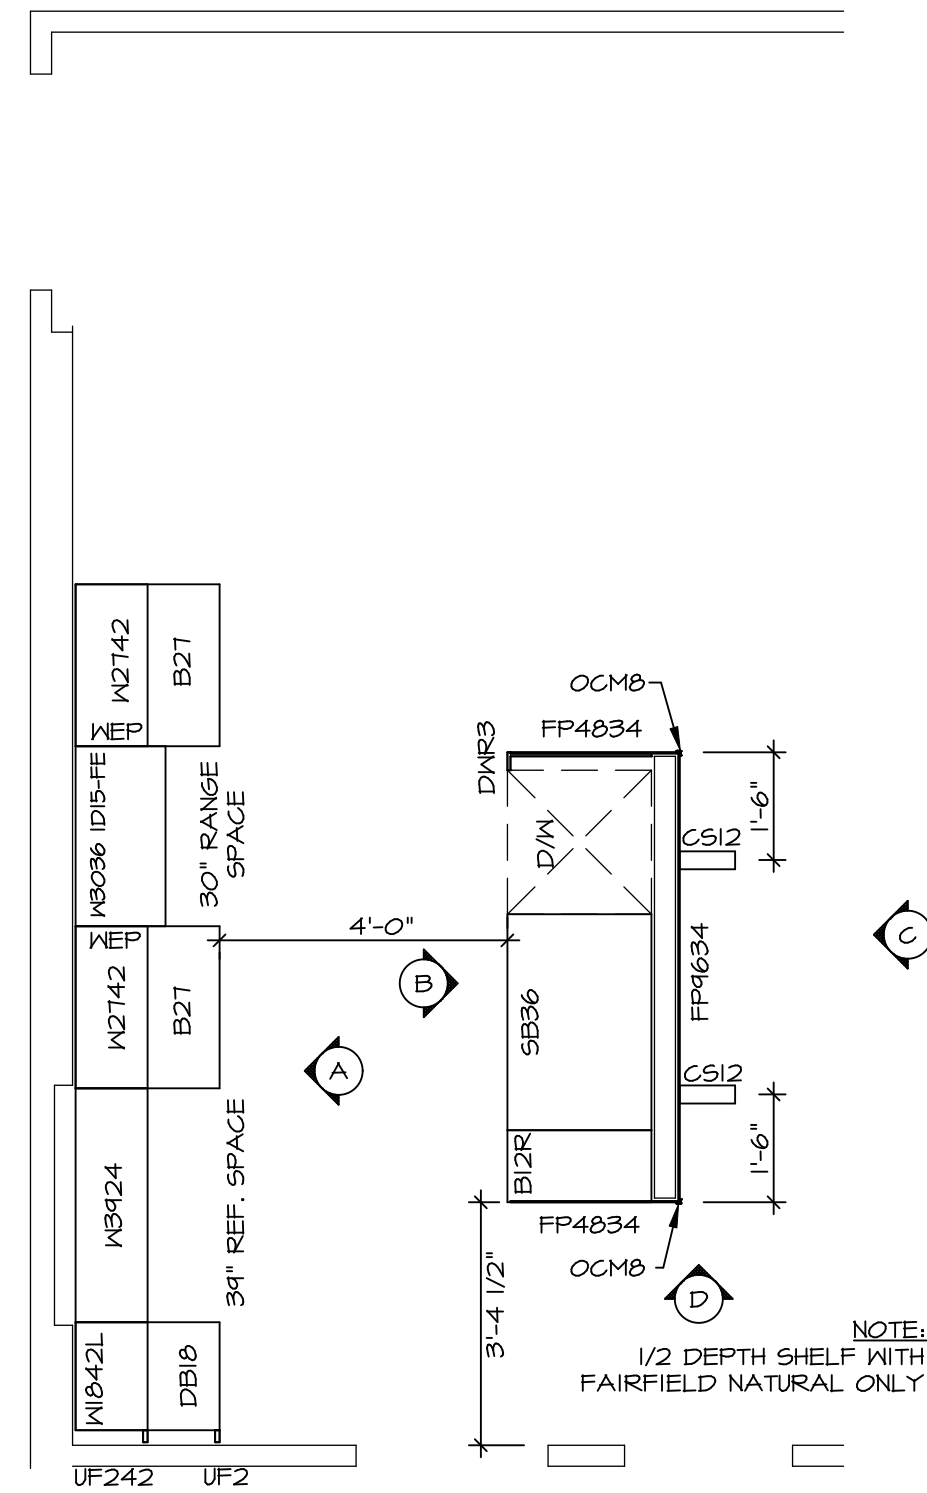 W2742
B27
WEP
W3036 1D15-FE
30" RANGE
SPACE
WEP
W2742
B27
W3924
39" REF. SPACE
W1842L
DB18
UF242
UF2
4'-0"
B
A
OCM8
FP4834
DWR3
D/W
1'-6"
CS12
C
FP9634
SB36
CS12
1'-6"
B12R
FP4834
OCM8
3'-4 1/2"
D
NOTE:
1/2 DEPTH SHELF WITH
FAIRFIELD NATURAL ONLY